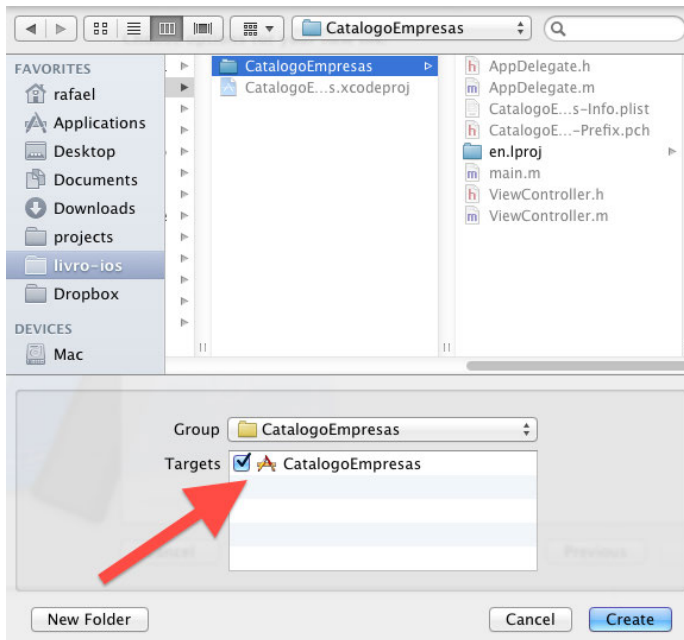 CatalogoEmpresas
FAVORITES
rafael
Applications
Desktop
Documents
Downloads
projects
livro-ios
Dropbox
DEVICES
Mac
CatalogoEmpresas
CatalogoE...s.xcodeproj
AppDelegate.h
AppDelegate.m
CatalogoE...s-Info.plist
CatalogoE...-Prefix.pch
en.lproj
main.m
ViewController.h
ViewController.m
Group CatalogoEmpresas
Targets CatalogoEmpresas
Previous
New Folder Cancel Create